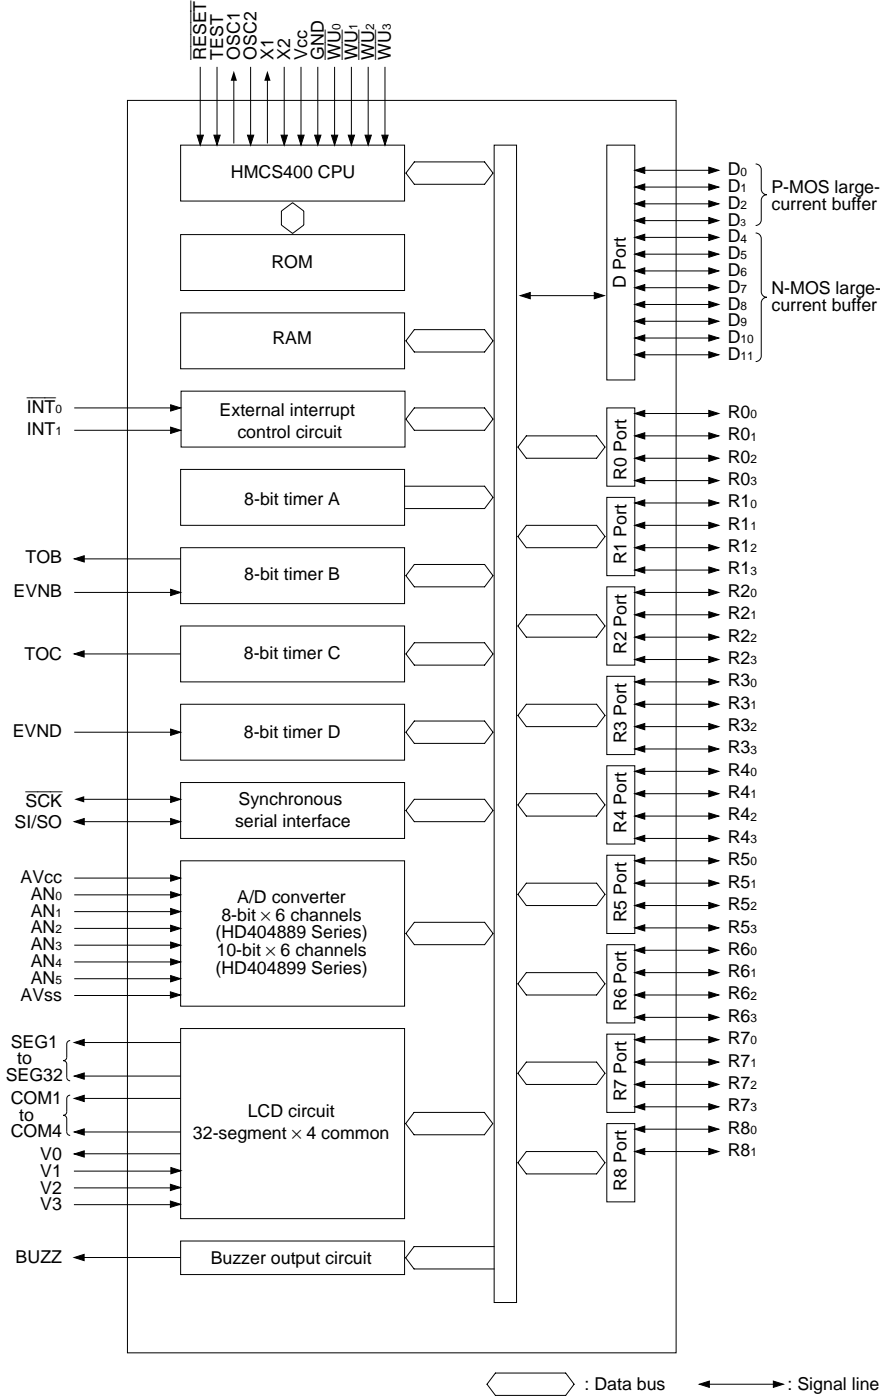 RESET
TEST
OSC1
OSC2
X1
X2
Vcc
GND
WU0
WU1
WU2
WU3
HMCS400 CPU
ROM
RAM
INT0
INT1
External interrupt
control circuit
8-bit timer A
TOB
EVNB
8-bit timer B
TOC
8-bit timer C
EVND
8-bit timer D
SCK
SI/SO
Synchronous
serial interface
AVcc
AN0
AN1
AN2
AN3
AN4
AN5
AVss
A/D converter
8-bit × 6 channels
(HD404889 Series)
10-bit × 6 channels
(HD404899 Series)
SEG1
to
SEG32
COM1
to
COM4
V0
V1
V2
V3
LCD circuit
32-segment × 4 common
BUZZ
Buzzer output circuit
D Port
D0
D1
D2
D3
D4
D5
D6
D7
D8
D9
D10
D11
P-MOS large-
current buffer
N-MOS large-
current buffer
R0 Port
R00
R01
R02
R03
R1 Port
R10
R11
R12
R13
R2 Port
R20
R21
R22
R23
R3 Port
R30
R31
R32
R33
R4 Port
R40
R41
R42
R43
R5 Port
R50
R51
R52
R53
R6 Port
R60
R61
R62
R63
R7 Port
R70
R71
R72
R73
R8 Port
R80
R81
: Data bus
: Signal line